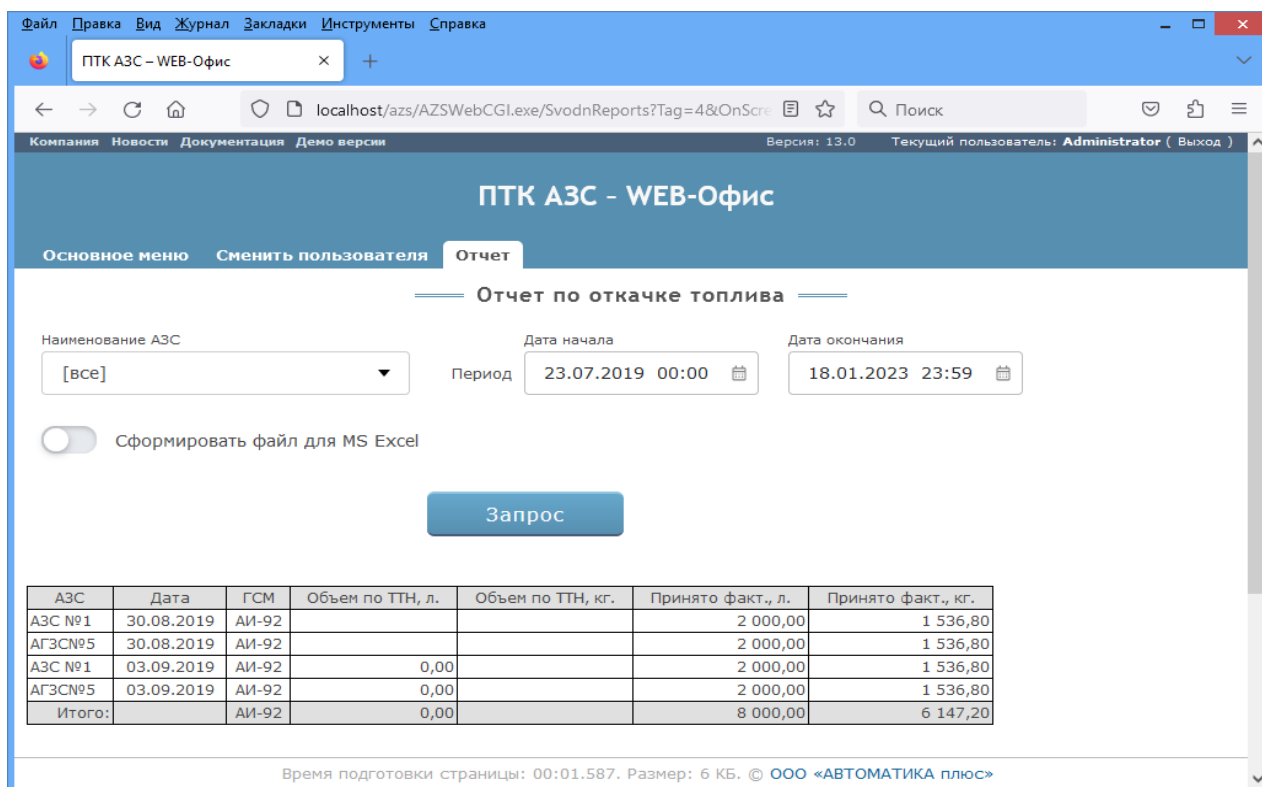 Файл Правка Вид Журнал Закладки Инструменты Справка
ПТК АЗС – WEB-Офис
localhost/azs/AZSWebCGI.exe/SvodnReports?Tag=4&OnScre
Поиск
Компания Новости Документация Демо версии Версия: 13.0 Текущий пользователь: Administrator ( Выход )
ПТК АЗС – WEB-Офис
Основное меню Сменить пользователя Отчет
Отчет по откачке топлива
Наименование АЗС Дата начала Дата окончания
[все] Период 23.07.2019 00:00 18.01.2023 23:59
Сформировать файл для MS Excel
Запрос
АЗС Дата ГСМ Объем по ТТН, л. Объем по ТТН, кг. Принято факт., л. Принято факт., кг.
АЗС №1 30.08.2019 АИ-92 2 000,00 1 536,80
АГЗС№5 30.08.2019 АИ-92 2 000,00 1 536,80
АЗС №1 03.09.2019 АИ-92 0,00 2 000,00 1 536,80
АГЗС№5 03.09.2019 АИ-92 0,00 2 000,00 1 536,80
Итого: АИ-92 0,00 8 000,00 6 147,20
Время подготовки страницы: 00:01.587. Размер: 6 КБ. © ООО «АВТОМАТИКА плюс»